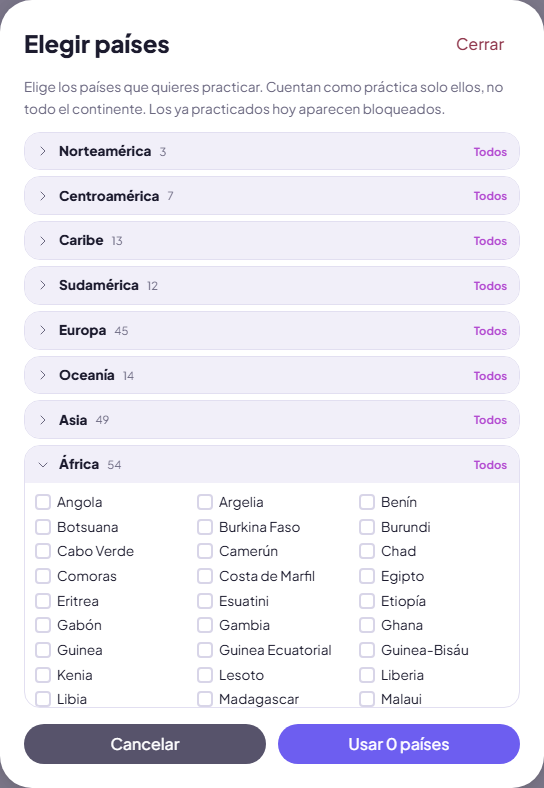 Elegir países
Cerrar
Elige los países que quieres practicar. Cuentan como práctica solo ellos, no
todo el continente. Los ya practicados hoy aparecen bloqueados.
Norteamérica 3 Todos
Centroamérica 7 Todos
Caribe 13 Todos
Sudamérica 12 Todos
Europa 45 Todos
Oceanía 14 Todos
Asia 49 Todos
África 54 Todos
Angola Argelia Benín
Botsuana Burkina Faso Burundi
Cabo Verde Camerún Chad
Comoras Costa de Marfil Egipto
Eritrea Esuatini Etiopía
Gabón Gambia Ghana
Guinea Guinea Ecuatorial Guinea-Bisáu
Kenia Lesoto Liberia
Libia Madagascar Malaui
Cancelar Usar 0 países